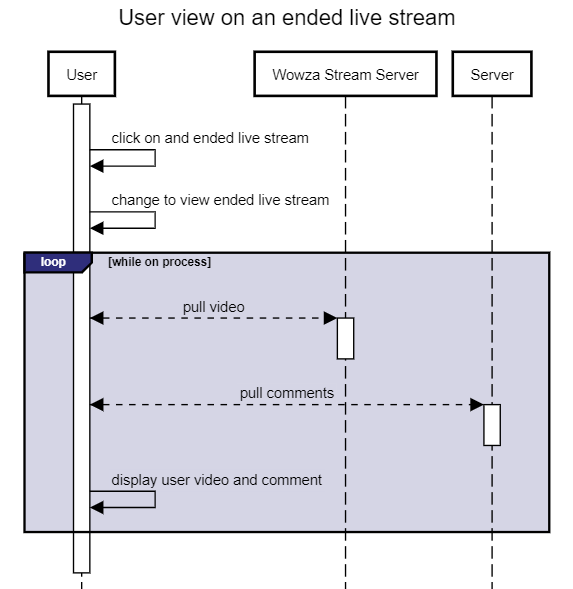 User view on an ended live stream
User
Wowza Stream Server
Server
click on and ended live stream
change to view ended live stream
loop
[while on process]
pull video
pull comments
display user video and comment